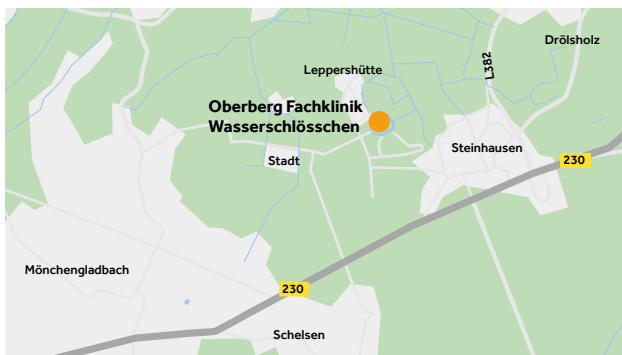 Drölsholz
L382
Leppershütte
Oberberg Fachklinik
Wasserschlösschen
Steinhausen
230
Stadt
Mönchengladbach
230
Schelsen